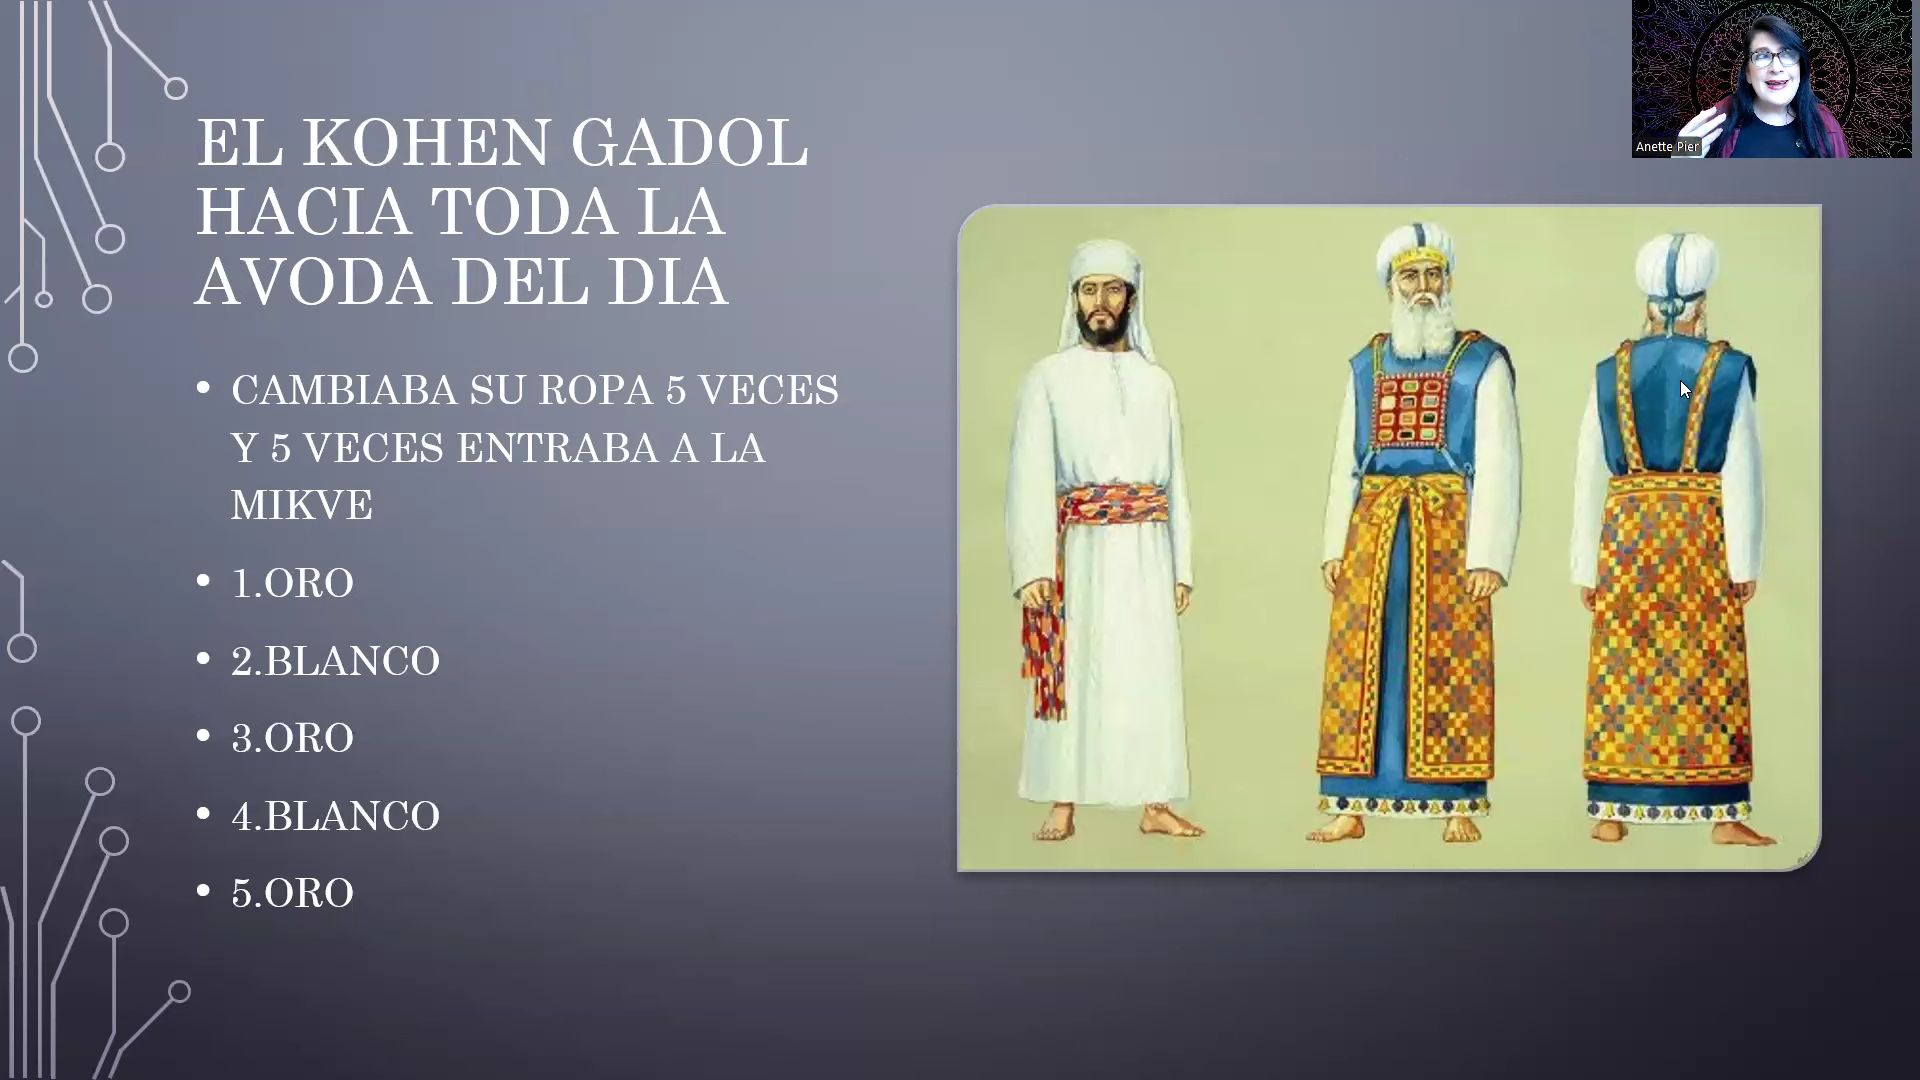 EL KOHEN GADOL
HACIA TODA LA
AVODA DEL DIA
• CAMBIABA SU ROPA 5 VECES
Y 5 VECES ENTRABA A LA
MIKVE
• 1.ORO
• 2.BLANCO
• 3.ORO
• 4.BLANCO
• 5.ORO
Anette Pier